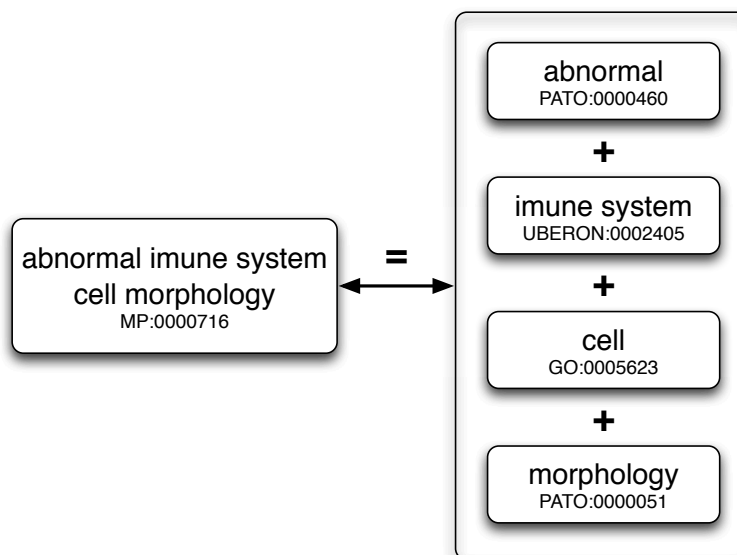 abnormal imune system
cell morphology
MP:0000716
=
abnormal
PATO:0000460
+
imune system
UBERON:0002405
+
cell
GO:0005623
+
morphology
PATO:0000051